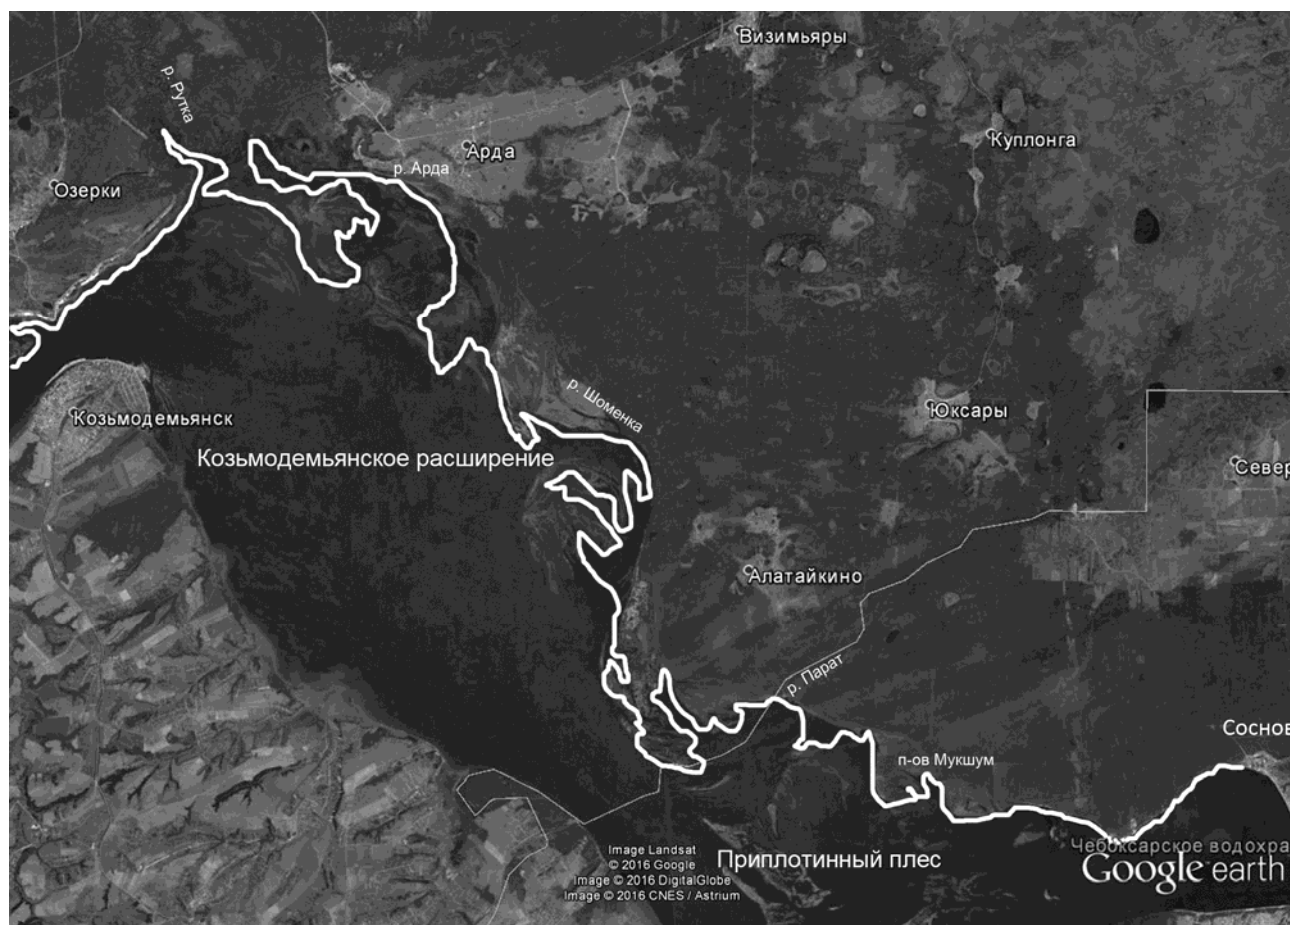 Визимьяры
р. Рутка
Куплонга
Арда
р. Арда
Озерки
р. Шоменка
Юксары
Козьмодемьянск
Козьмодемьянское расширение
Север
Алатайкино
р. Парат
Соснов
п-ов Мукшум
Чебоксарское водохра
Image Landsat
© 2016 Google
Image © 2016 DigitalGlobe
Image © 2016 CNES / Astrium
Приплотинный плес
Google earth